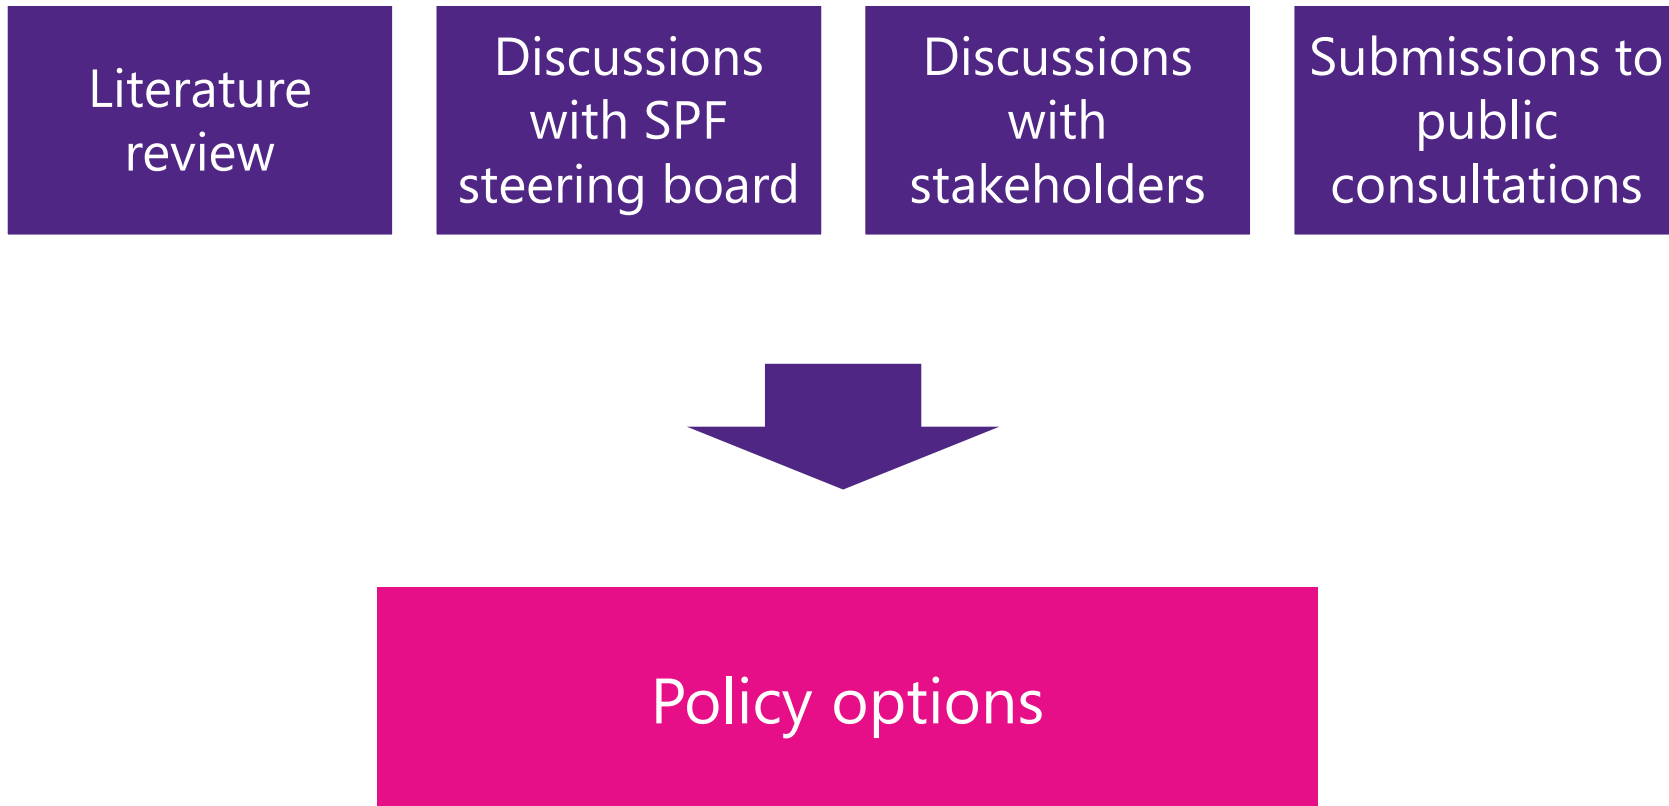 Literature
review
Discussions
with SPF
steering board
Discussions
with
stakeholders
Submissions to
public
consultations
Policy options